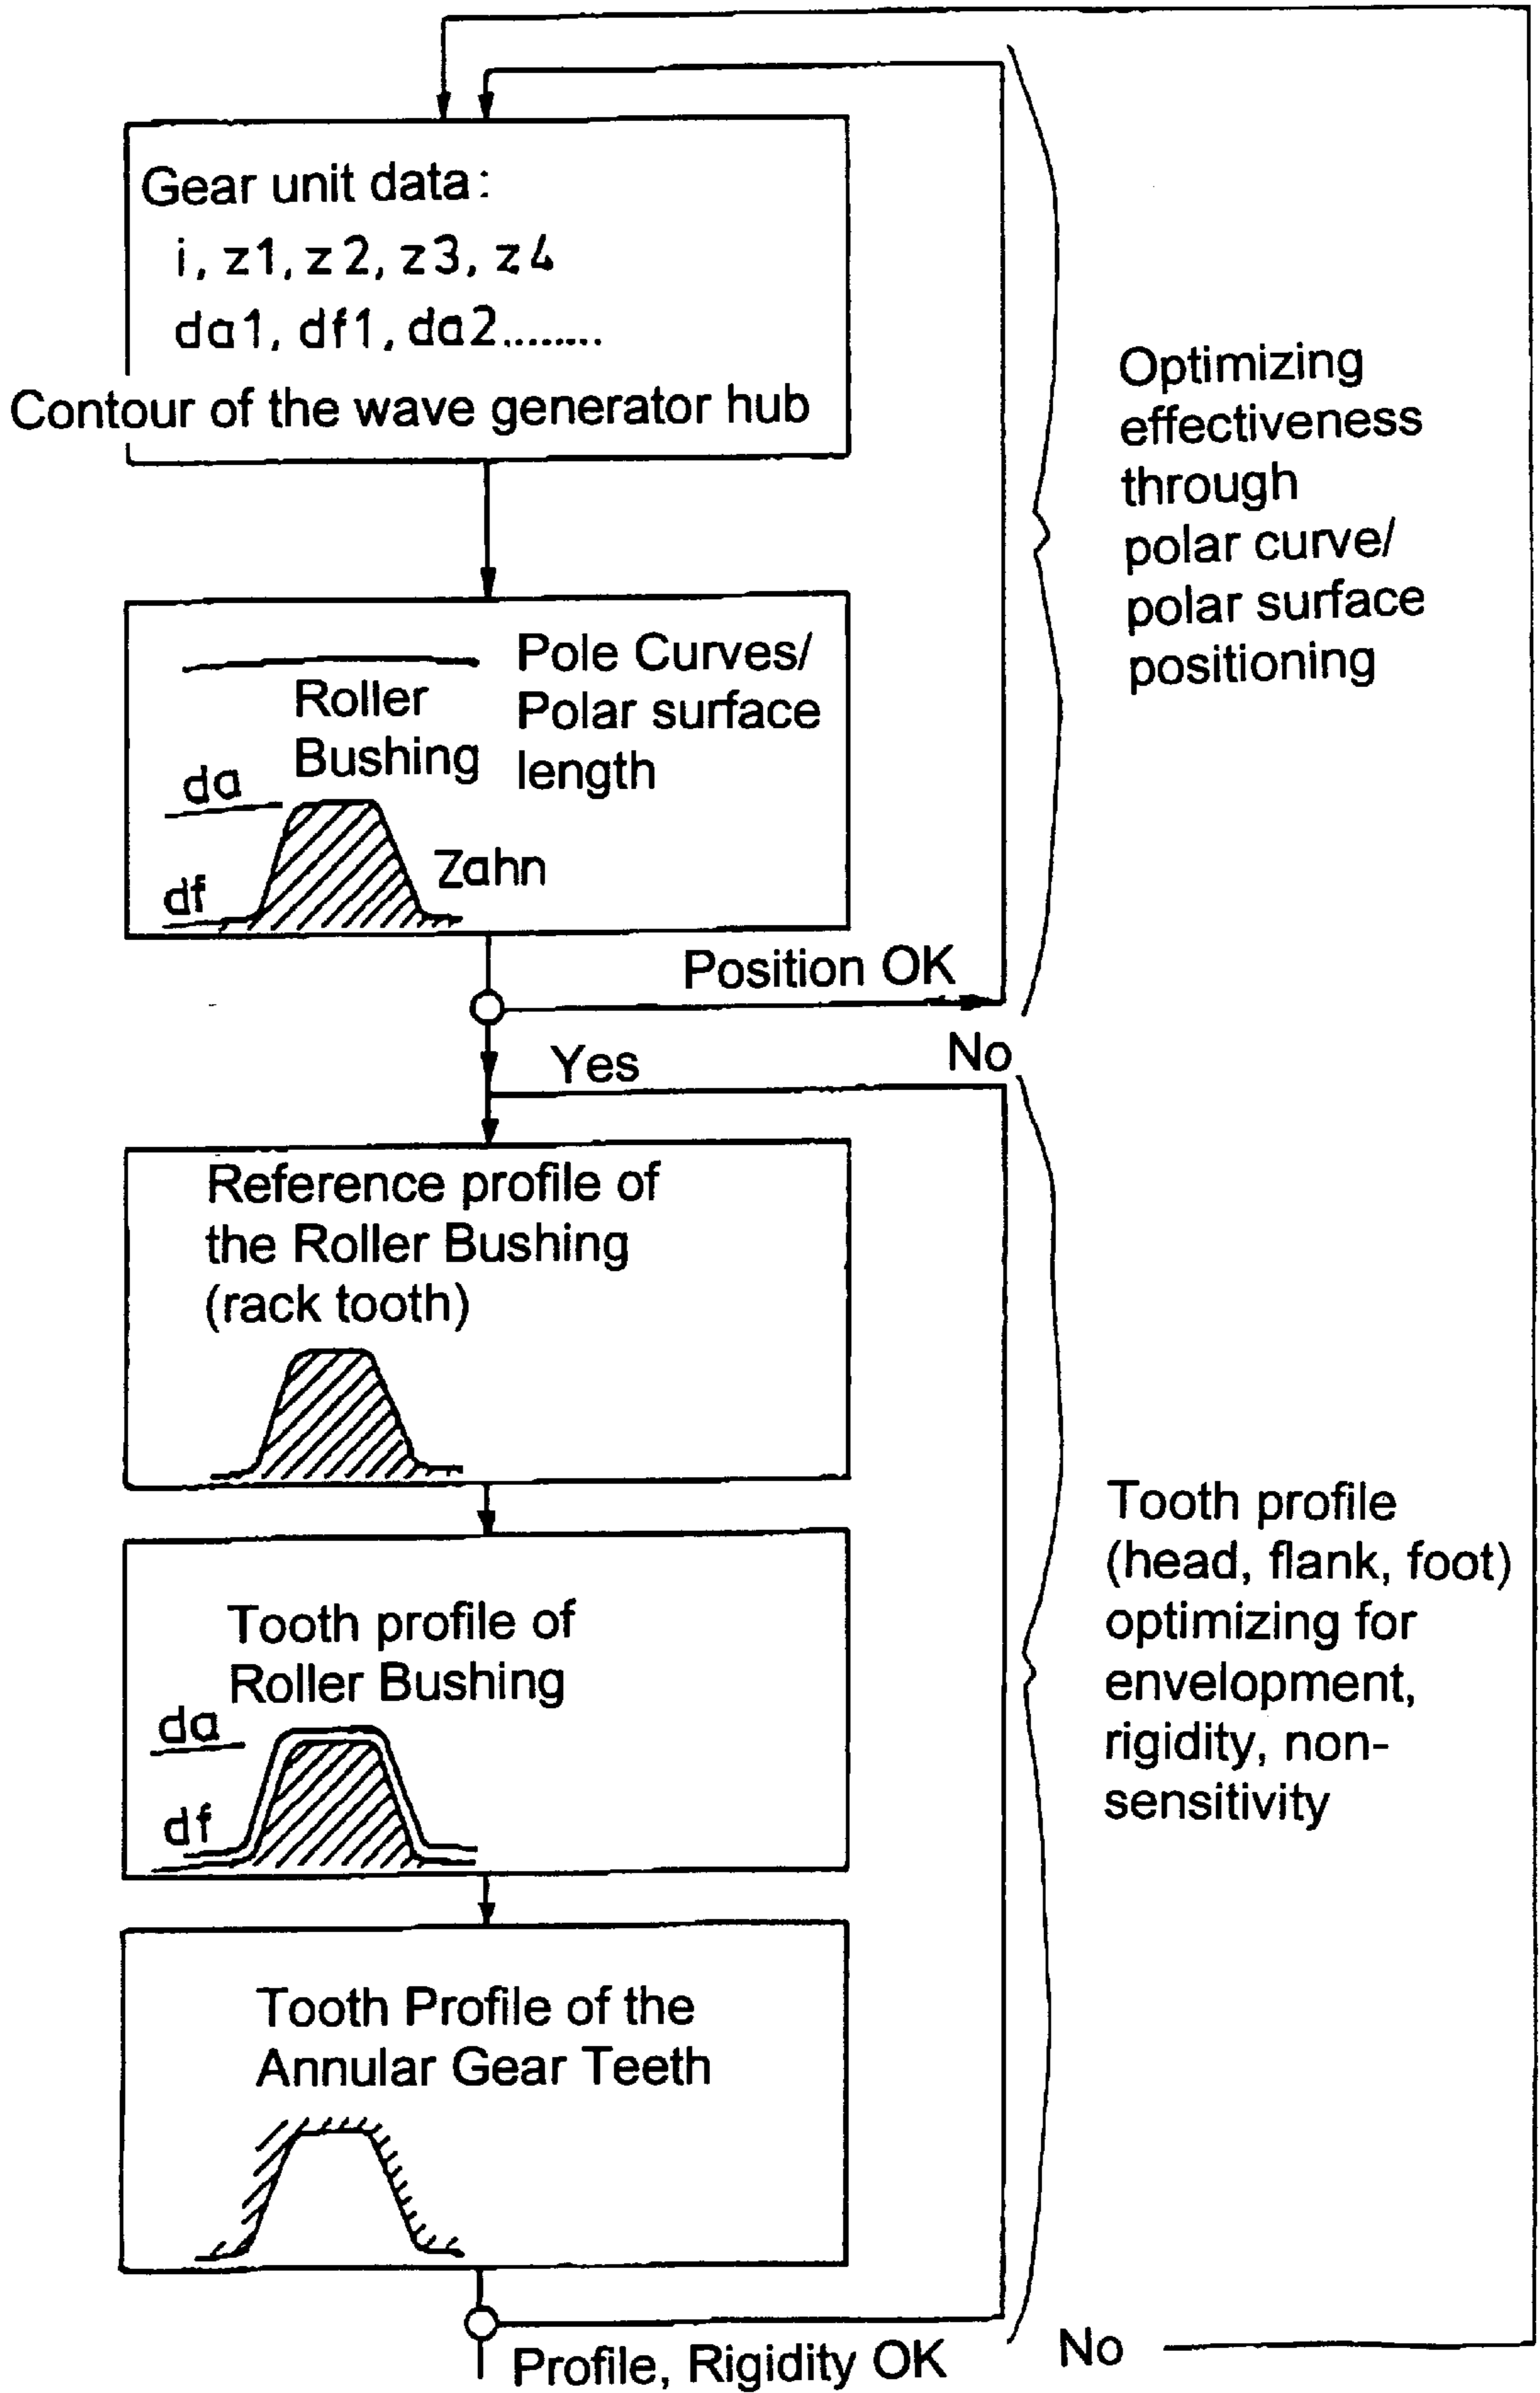 Gear unit data:
i, z1, z2, z3, z4
da1, df1, da2........
Contour of the wave generator hub
Optimizing
effectiveness
through
polar curve/
polar surface
positioning
Pole Curves/
Polar surface
length
Roller
Bushing
da
Zahn
df
Position OK
Yes
No
Reference profile of
the Roller Bushing
(rack tooth)
Tooth profile
(head, flank, foot)
optimizing for
envelopment,
rigidity, non-
sensitivity
Tooth profile of
Roller Bushing
da
df
Tooth Profile of the
Annular Gear Teeth
Profile, Rigidity OK
No